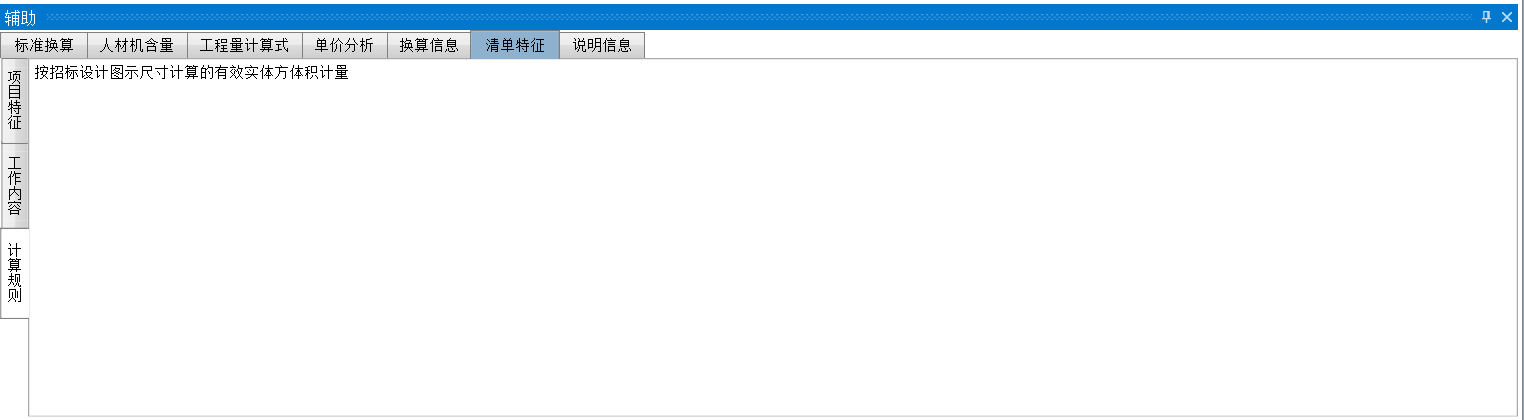 辅助
标准换算 人材机含量 工程量计算式 单价分析 换算信息 清单特征 说明信息
按招标设计图示尺寸计算的有效实体方体积计量
项目特征
工作内容
计算规则